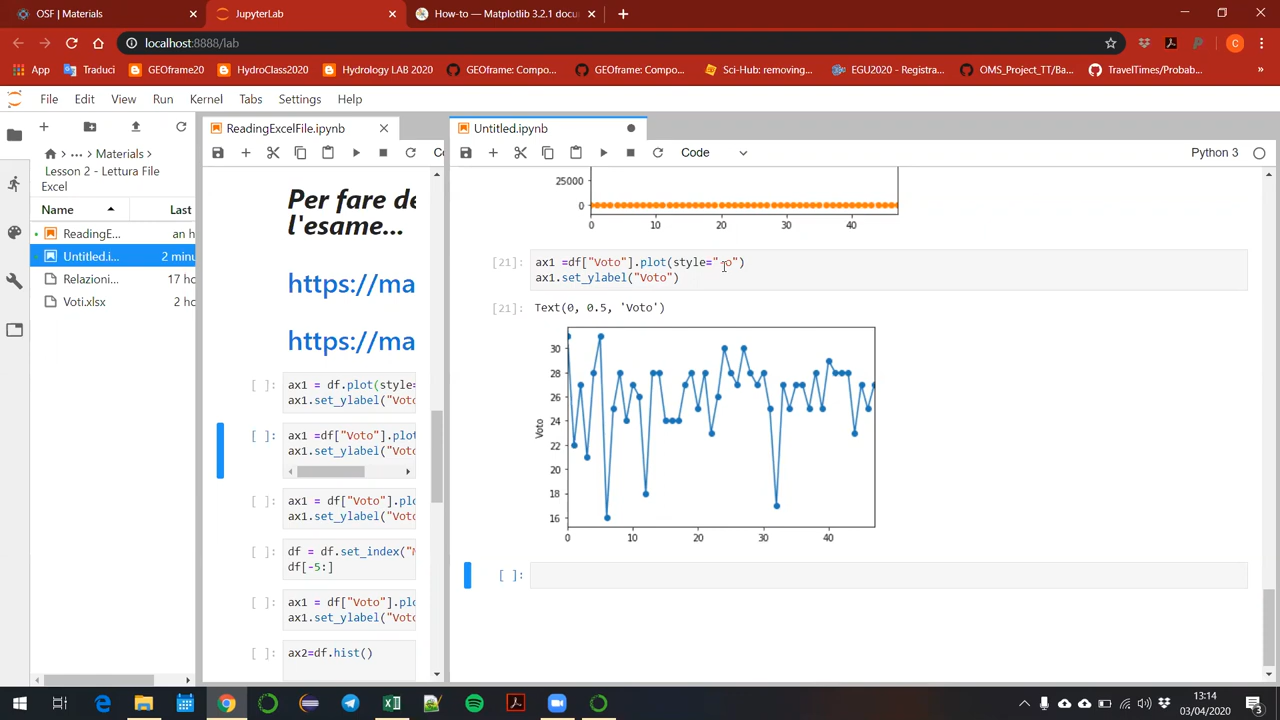 OSF | Materials
JupyterLab
How-to — Matplotlib 3.2.1 docu
localhost:8888/lab
App
Traduci
GEOframe20
HydroClass2020
Hydrology LAB 2020
GEOframe: Compo...
GEOframe: Compo...
Sci-Hub: removing...
EGU2020 - Registra...
OMS_Project_TT/Ba...
TravelTimes/Probab...
»
File
Edit
View
Run
Kernel
Tabs
Settings
Help
… > Materials >
Lesson 2 - Lettura File
Excel
Name
Last
ReadingE...
an h
Untitled.i...
2 minu
Relazioni
17 ho
Voti.xlsx
2 ho
ReadingExcelFile.ipynb
Per fare de
l'esame...
https://ma
https://ma
[ ]: ax1 = df.plot(style=
ax1.set_ylabel("Voto
[ ]: ax1 =df["Voto"].plot
ax1.set_ylabel("Voto
[ ]: ax1 = df["Voto"].plo
ax1.set_ylabel("Voto
[ ]: df = df.set_index("
df[-5:]
[ ]: ax1 = df["Voto"].plo
ax1.set_ylabel("Voto
[ ]: ax2=df.hist()
Untitled.ipynb
Code
Python 3
25000
0
0 10 20 30 40
[21]: ax1 =df["Voto"].plot(style="-o")
ax1.set_ylabel("Voto")
[21]: Text(0, 0.5, 'Voto')
30
28
26
24
22
20
18
16
Voto
0 10 20 30 40
[ ]:
13:14
03/04/2020
3